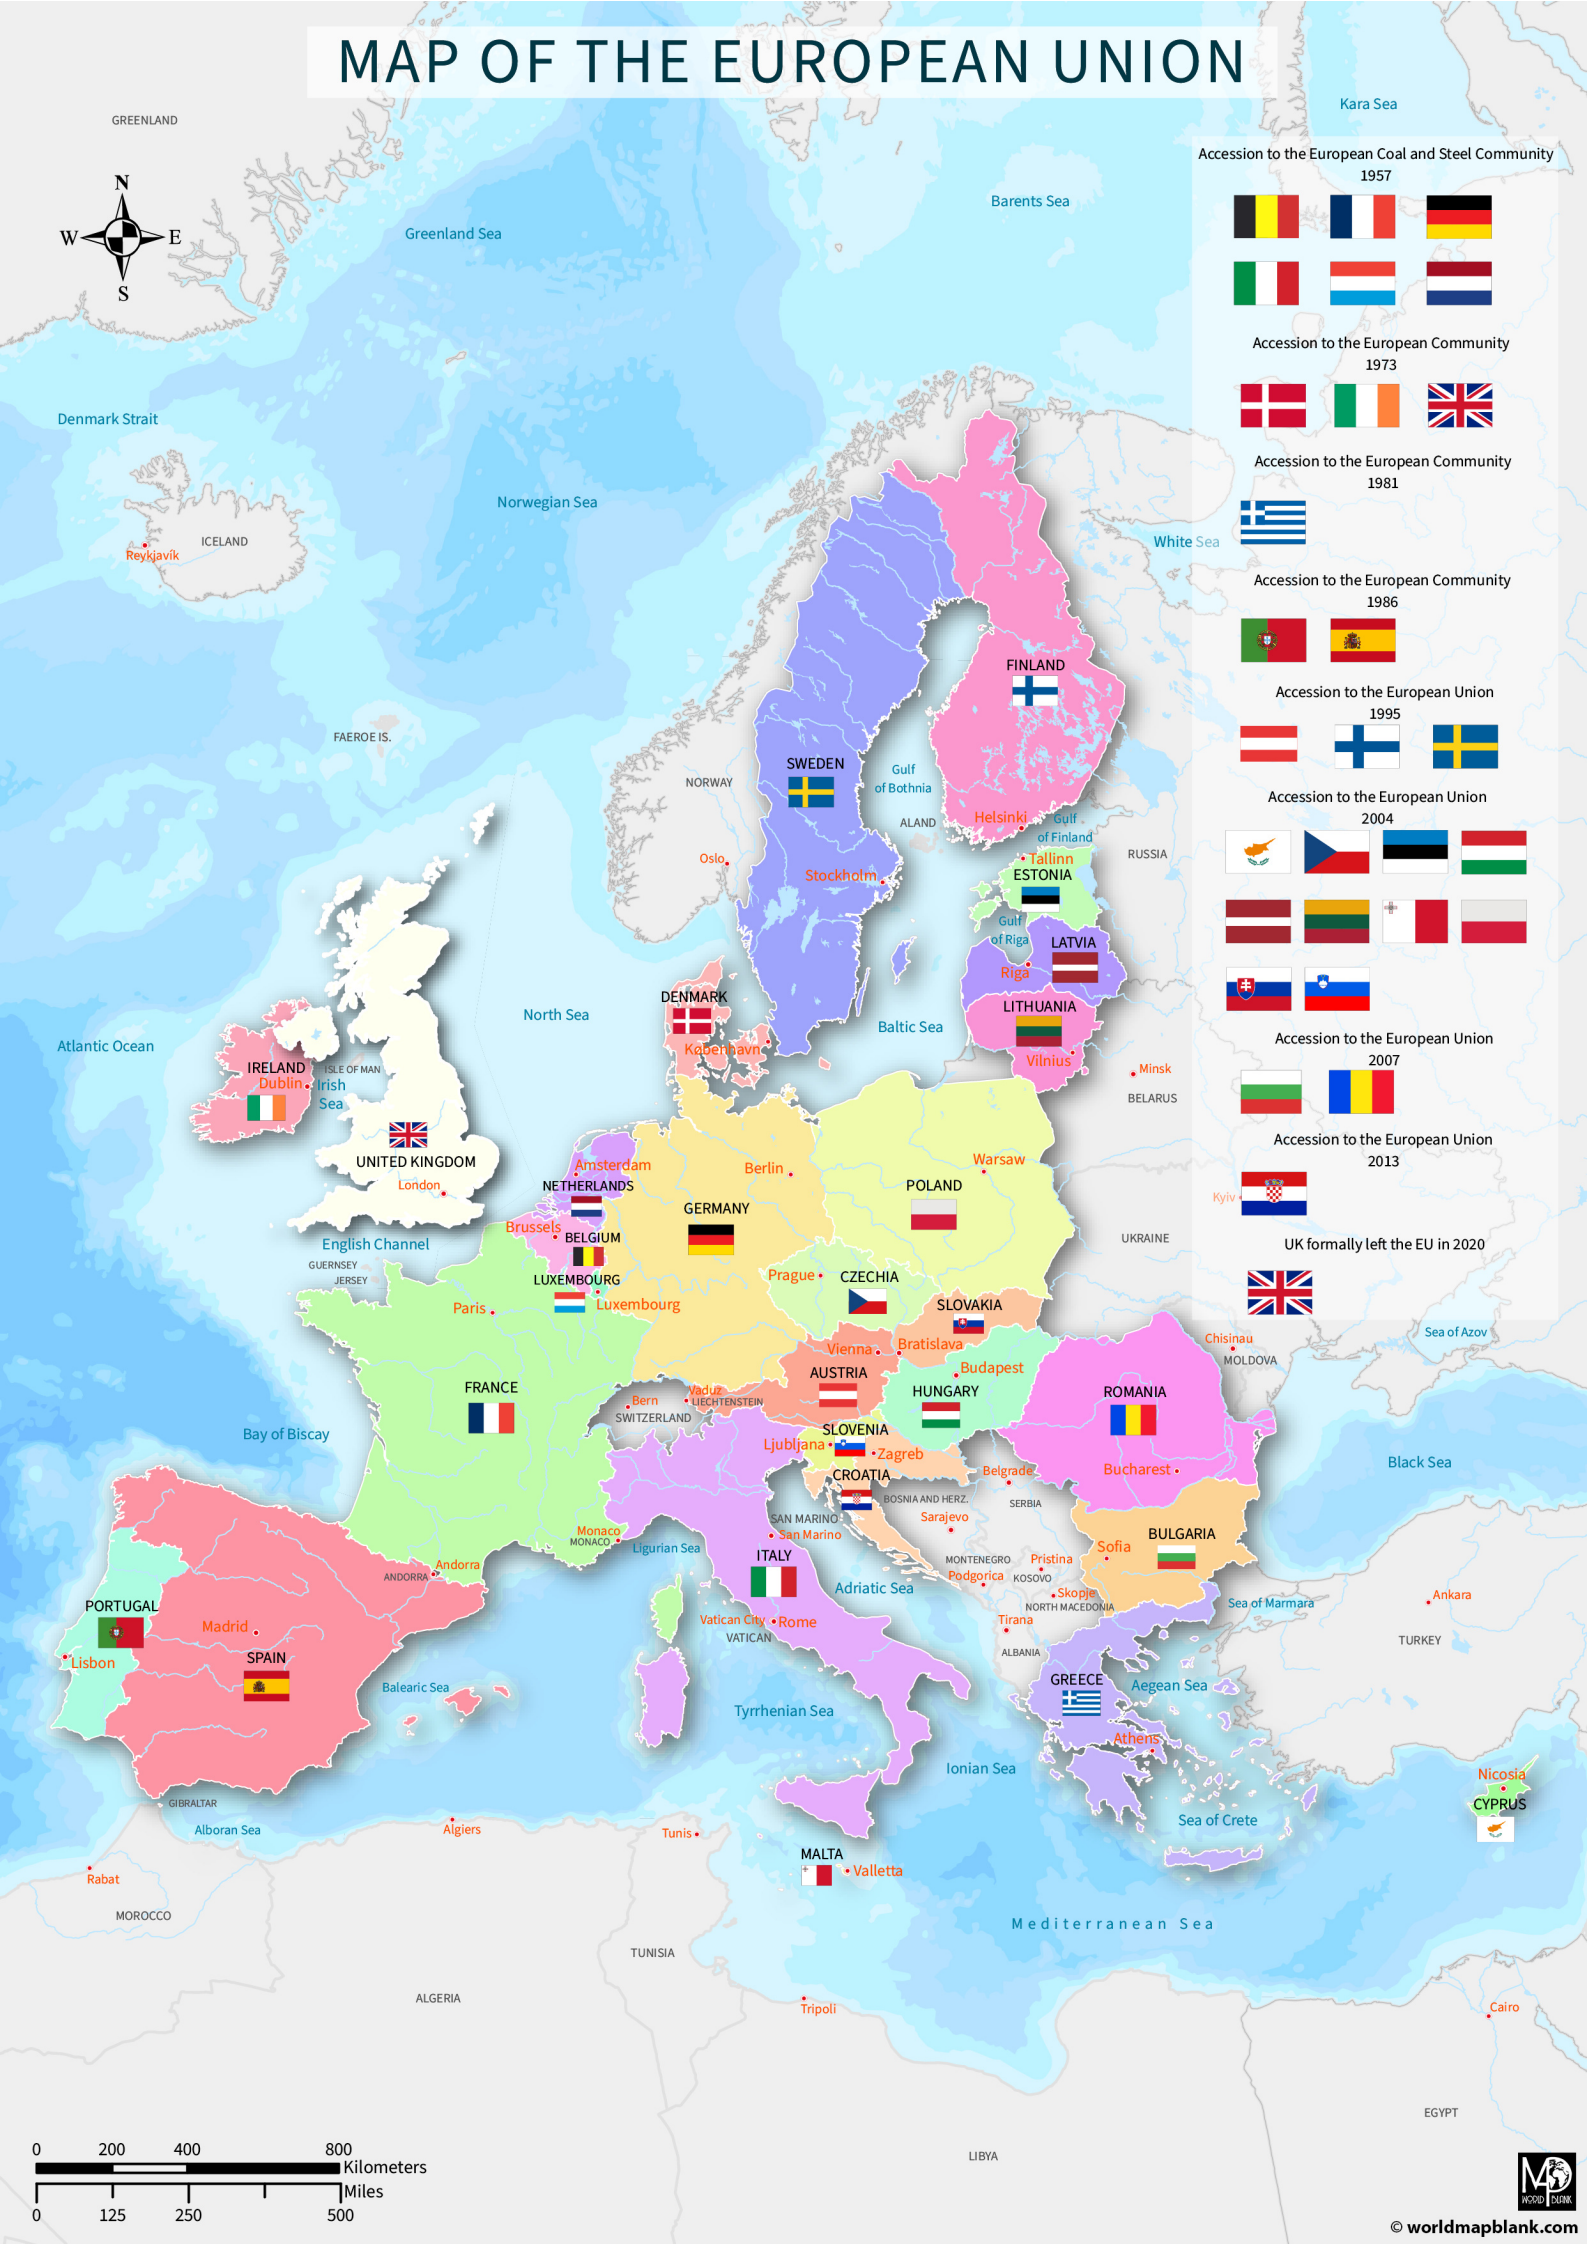 MAP OF THE EUROPEAN UNION
GREENLAND
N
W
E
S
Greenland Sea
Barents Sea
Kara Sea
Denmark Strait
Norwegian Sea
White Sea
ICELAND
Reykjavík
FAEROE IS.
NORWAY
Oslo
SWEDEN
Stockholm
FINLAND
Helsinki
Gulf
of Bothnia
ALAND
Gulf
of Finland
Tallinn
ESTONIA
RUSSIA
Gulf
of Riga
LATVIA
Riga
LITHUANIA
Vilnius
Minsk
BELARUS
Baltic Sea
North Sea
DENMARK
København
Atlantic Ocean
IRELAND
Dublin
Irish
Sea
ISLE OF MAN
UNITED KINGDOM
London
English Channel
GUERNSEY
JERSEY
Amsterdam
NETHERLANDS
Brussels
BELGIUM
LUXEMBOURG
Luxembourg
Berlin
GERMANY
Warsaw
POLAND
Kyiv
UKRAINE
Prague
CZECHIA
SLOVAKIA
Bratislava
Vienna
AUSTRIA
Budapest
HUNGARY
Paris
FRANCE
Bern
SWITZERLAND
Vaduz
LIECHTENSTEIN
Chisinau
MOLDOVA
Sea of Azov
ROMANIA
Bucharest
Black Sea
SLOVENIA
Ljubljana
Zagreb
CROATIA
Belgrade
SERBIA
BOSNIA AND HERZ.
Sarajevo
Bay of Biscay
Monaco
MONACO
Ligurian Sea
SAN MARINO
San Marino
ITALY
Adriatic Sea
MONTENEGRO
Podgorica
Pristina
KOSOVO
Skopje
NORTH MACEDONIA
Tirana
ALBANIA
BULGARIA
Sofia
Sea of Marmara
Ankara
TURKEY
Andorra
ANDORRA
PORTUGAL
Lisbon
Madrid
SPAIN
Balearic Sea
Vatican City
VATICAN
Rome
Tyrrhenian Sea
GREECE
Athens
Aegean Sea
Ionian Sea
Sea of Crete
Nicosia
CYPRUS
GIBRALTAR
Alboran Sea
Algiers
Tunis
MALTA
Valletta
Rabat
MOROCCO
Mediterranean Sea
TUNISIA
ALGERIA
Tripoli
Cairo
LIBYA
EGYPT
Accession to the European Coal and Steel Community
1957
Accession to the European Community
1973
Accession to the European Community
1981
Accession to the European Community
1986
Accession to the European Union
1995
Accession to the European Union
2004
Accession to the European Union
2007
Accession to the European Union
2013
UK formally left the EU in 2020
0 200 400 800
Kilometers
Miles
0 125 250 500
MAP
WORLD BLANK
© worldmapblank.com